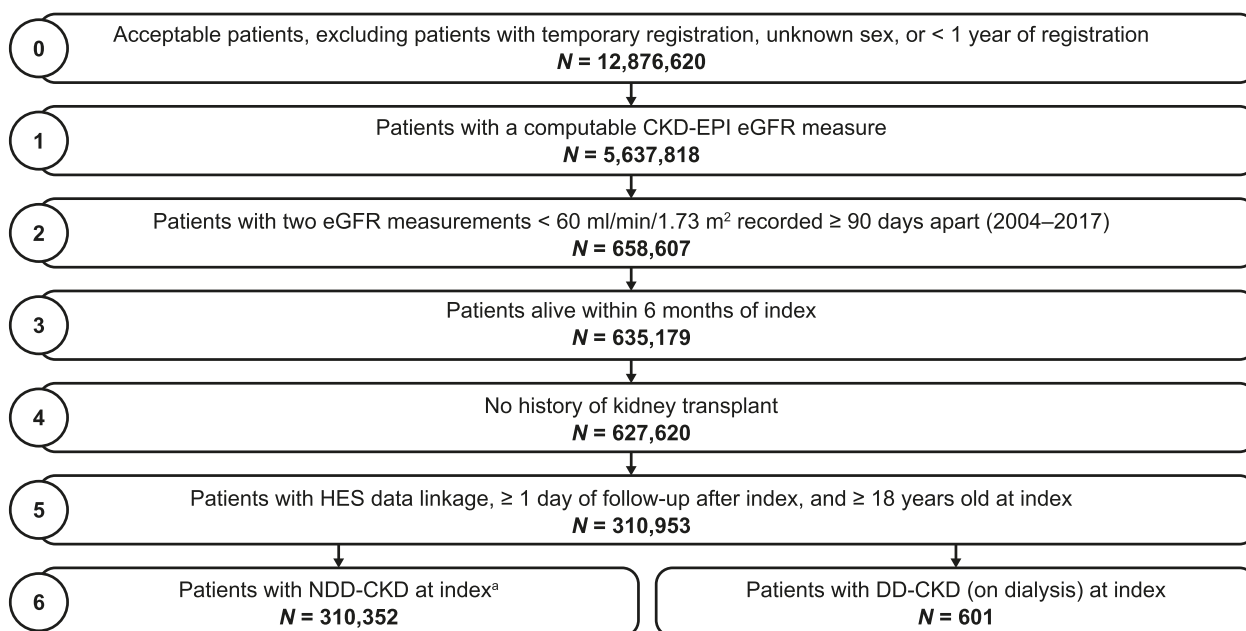 0
Acceptable patients, excluding patients with temporary registration, unknown sex, or < 1 year of registration
N = 12,876,620
1
Patients with a computable CKD-EPI eGFR measure
N = 5,637,818
2
Patients with two eGFR measurements < 60 ml/min/1.73 m² recorded ≥ 90 days apart (2004–2017)
N = 658,607
3
Patients alive within 6 months of index
N = 635,179
4
No history of kidney transplant
N = 627,620
5
Patients with HES data linkage, ≥ 1 day of follow-up after index, and ≥ 18 years old at index
N = 310,953
6
Patients with NDD-CKD at indexᵃ
N = 310,352
Patients with DD-CKD (on dialysis) at index
N = 601